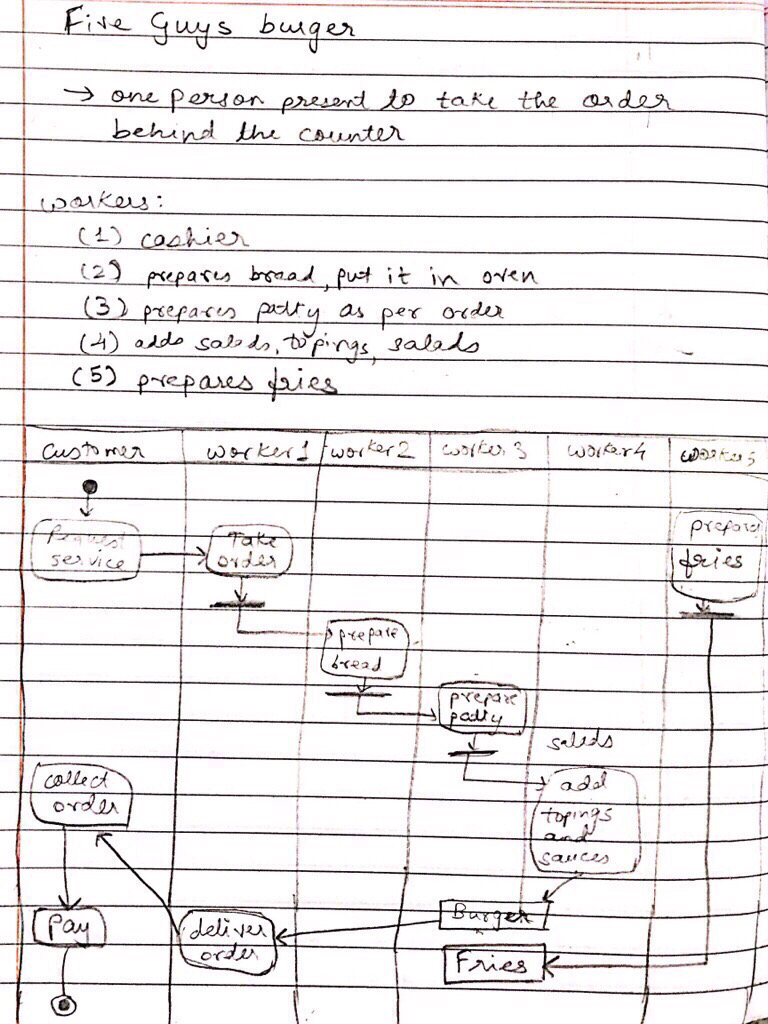 Five Guys burger
→ one person present to take the order
behind the counter
workers:
(1) cashier
(2) prepares bread, put it in oven
(3) prepares patty as per order
(4) adds salads, topings, salads
(5) prepares fries
customer worker1 worker2 worker 3 worker4 worker5
Request
service
Take
order
prepare
fries
prepare
bread
prepare
patty
salads
add
topings
and
sauces
collect
order
Burger
Pay
deliver
order
Fries